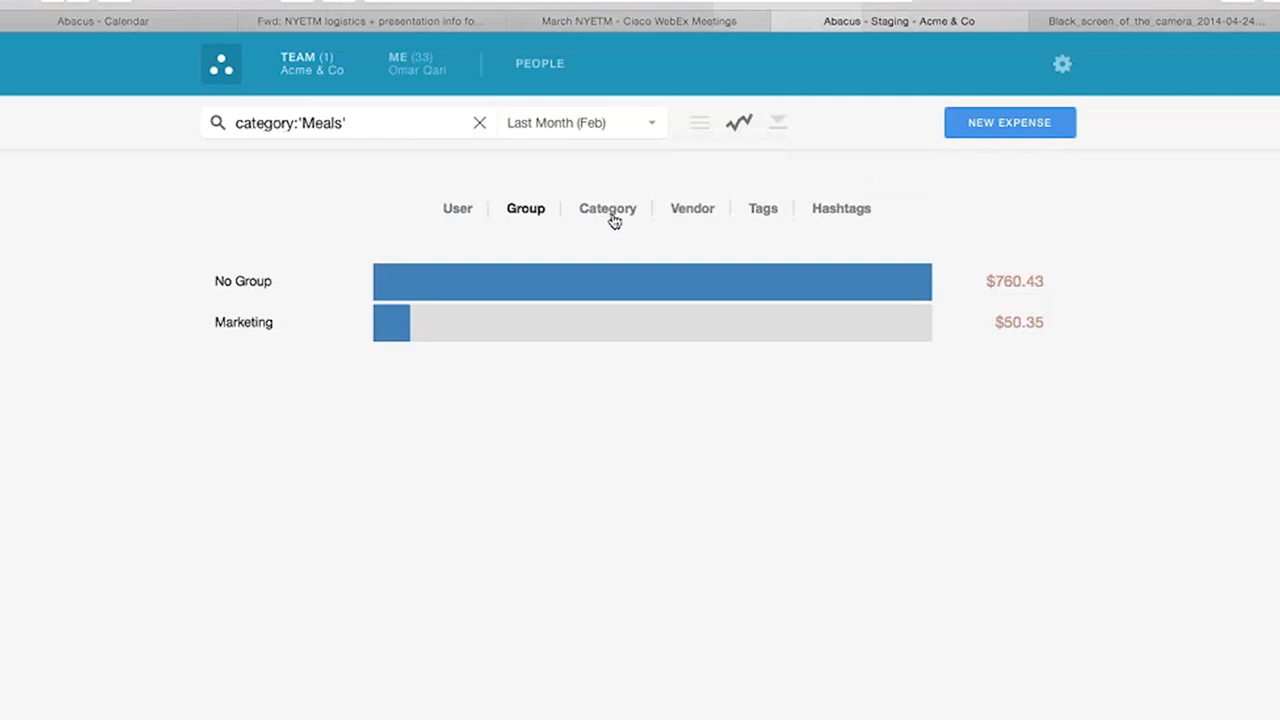 Abacus - Calendar
Fwd: NYETM logistics + presentation info fo...
March NYETM - Cisco WebEx Meetings
Abacus - Staging - Acme & Co
Black_screen_of_the_camera_2014-04-24...
TEAM (1)
Acme & Co
ME (33)
Omar Qari
PEOPLE
category:'Meals'
Last Month (Feb)
NEW EXPENSE
User
Group
Category
Vendor
Tags
Hashtags
No Group
$760.43
Marketing
$50.35